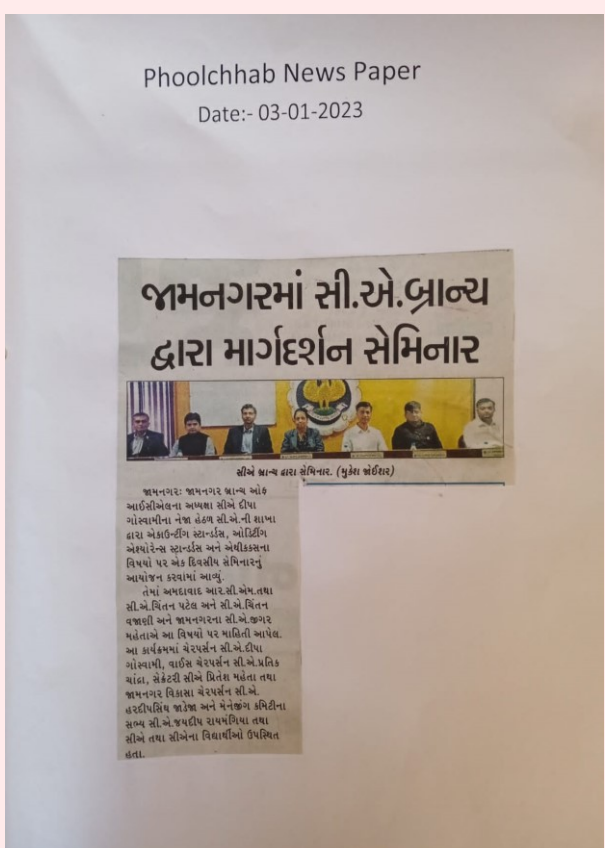 Phoolchhab News Paper
Date:- 03-01-2023
જામનગરમાં સી.એ.બ્રાન્ચ
દ્વારા માર્ગદર્શન સેમિનાર
સીએ બ્રાન્ચ દ્વારા સેમિનાર. (મુકેશ જોઈશર)
જામનગરઃ જામનગર બ્રાન્ચ ઓફ
આઈસીએલના અધ્યક્ષા સીએ દીપા
ગોસ્વામીના નેજા હેઠળ સી.એ.ની શાખા
દ્વારા એકાઉન્ટીંગ સ્ટાન્ડર્ડસ, ઓડિટીંગ
એશ્યોરેન્સ સ્ટાન્ડર્ડસ અને એથીકકસના
વિષયો પર એક દિવસીય સેમિનારનું
આયોજન કરવામાં આવ્યું.
તેમાં અમદાવાદ આર.સી.એમ.તથા
સી.એ.ચિંતન પટેલ અને સી.એ.ચિંતન
વજાણી અને જામનગરના સી.એ.જીગર
મહેતાએ આ વિષયો પર માહિતી આપેલ.
આ કાર્યક્રમમાં ચેરપર્સન સી.એ.દીપા
ગોસ્વામી, વાઈસ ચેરપર્સન સી.એ.પ્રતિક
ચાંદ્રા, સેક્રેટરી સીએ પ્રિતેશ મહેતા તથા
જામનગર વિકાસા ચેરપર્સન સી.એ.
હરદીપસિંઘ જાડેજા અને મેનેજીંગ કમિટીના
સભ્ય સી.એ.જયદીપ રાયમંગિયા તથા
સીએ તથા સીએના વિદ્યાર્થીઓ ઉપસ્થિત
હતા.